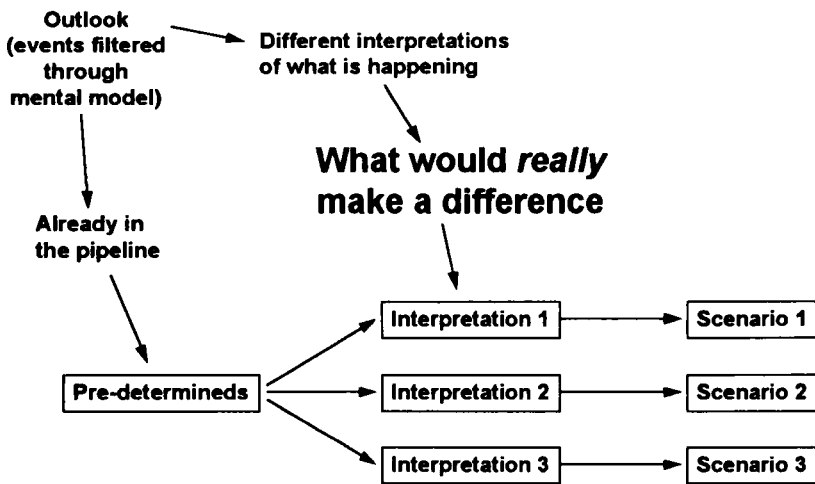 Outlook
(events filtered
through
mental model)
Different interpretations
of what is happening
What would really
make a difference
Already in
the pipeline
Pre-determineds
Interpretation 1
Scenario 1
Interpretation 2
Scenario 2
Interpretation 3
Scenario 3